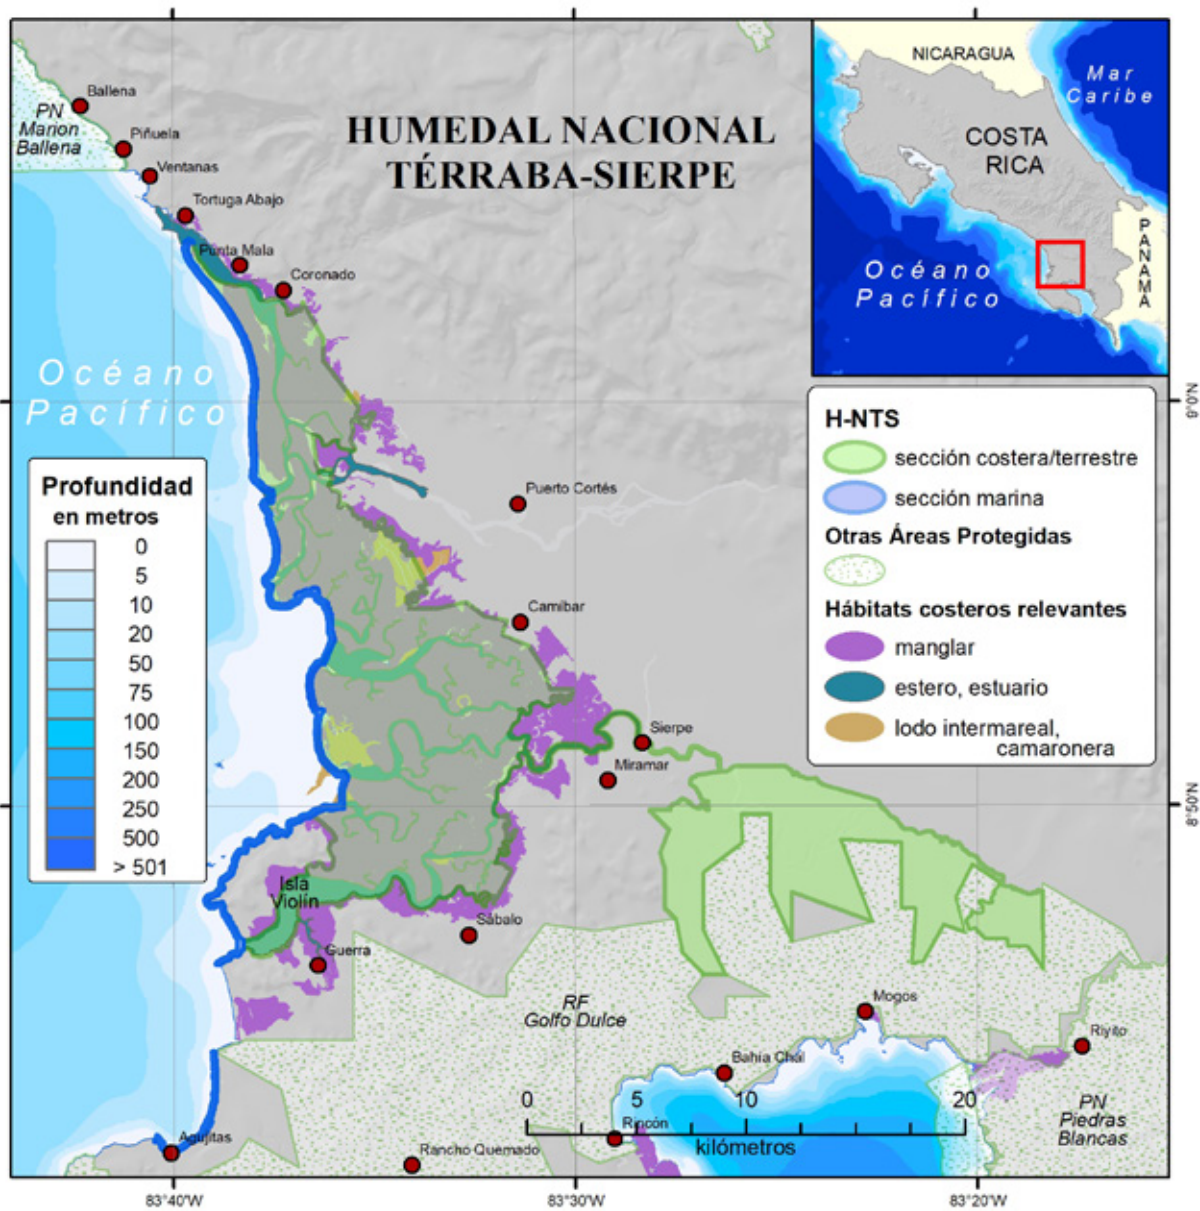 HUMEDAL NACIONAL
TÉRRABA-SIERPE
Ballena
PN
Marion
Ballena
Piñuela
Ventanas
Tortuga Abajo
Punta Mala
Coronado
Océano
Pacífico
Puerto Cortés
Camibar
Sierpe
Miramar
Isla
Violín
Sábalo
Guerra
RF
Golfo Dulce
Mogos
Riyito
Bahía Chal
Rincón
Rancho Quemado
Agujitas
PN
Piedras
Blancas
0 5 10 20
kilómetros
NICARAGUA
Mar
Caribe
COSTA
RICA
PANAMA
Océano
Pacífico
H-NTS
sección costera/terrestre
sección marina
Otras Áreas Protegidas
Hábitats costeros relevantes
manglar
estero, estuario
lodo intermareal,
camaronera
Profundidad
en metros
0
5
10
20
50
75
100
150
200
250
500
> 501
9°0'N
8°50'N
83°40'W
83°30'W
83°20'W